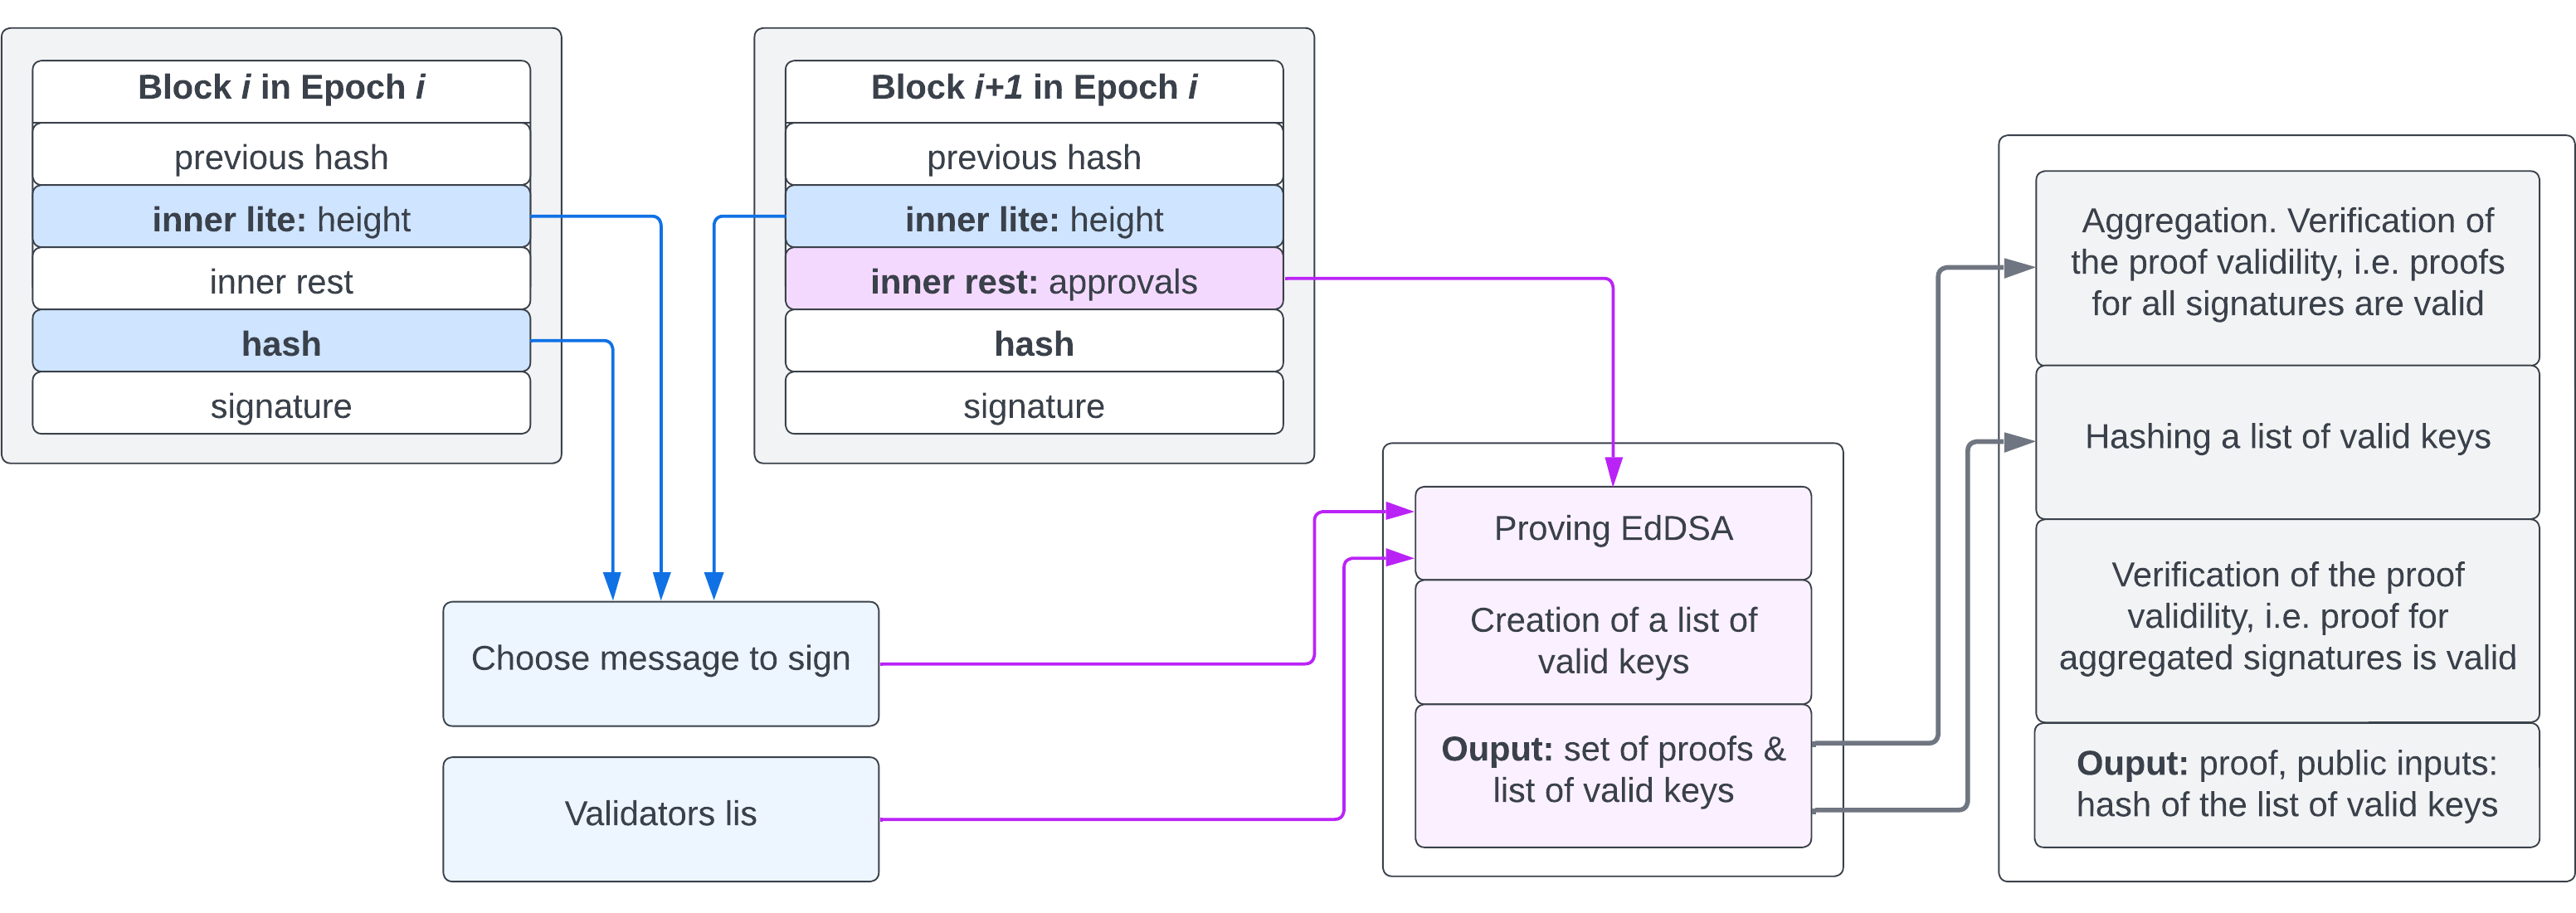 Block i in Epoch i
previous hash
inner lite: height
inner rest
hash
signature
Block i+1 in Epoch i
previous hash
inner lite: height
inner rest: approvals
hash
signature
Choose message to sign
Validators lis
Proving EdDSA
Creation of a list of
valid keys
Ouput: set of proofs &
list of valid keys
Aggregation. Verification of
the proof validility, i.e. proofs
for all signatures are valid
Hashing a list of valid keys
Verification of the proof
validility, i.e. proof for
aggregated signatures is valid
Ouput: proof, public inputs:
hash of the list of valid keys